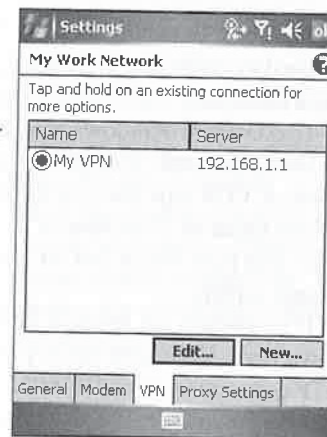 Settings
ok
My Work Network
?
Tap and hold on an existing connection for
more options.
Name Server
My VPN 192.168.1.1
Edit... New...
General Modem VPN Proxy Settings